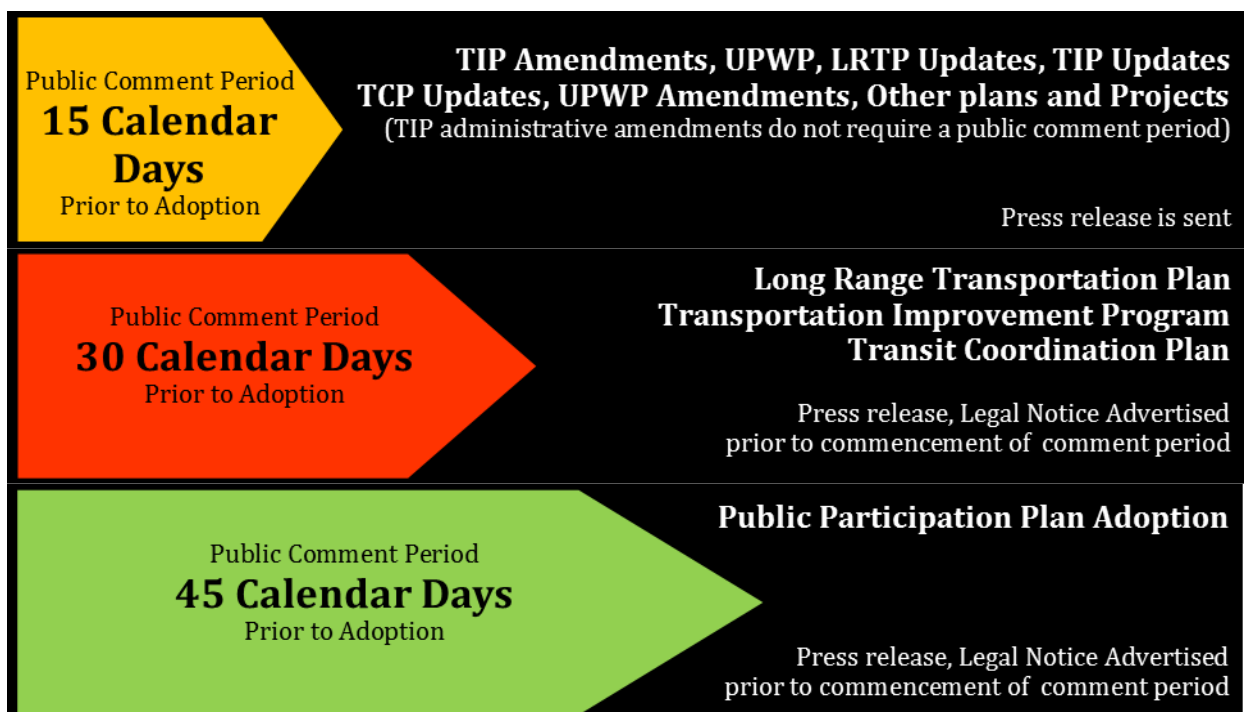 Public Comment Period
15 Calendar
Days
Prior to Adoption
TIP Amendments, UPWP, LRTP Updates, TIP Updates
TCP Updates, UPWP Amendments, Other plans and Projects
(TIP administrative amendments do not require a public comment period)
Press release is sent
Public Comment Period
30 Calendar Days
Prior to Adoption
Long Range Transportation Plan
Transportation Improvement Program
Transit Coordination Plan
Press release, Legal Notice Advertised
prior to commencement of comment period
Public Comment Period
45 Calendar Days
Prior to Adoption
Public Participation Plan Adoption
Press release, Legal Notice Advertised
prior to commencement of comment period